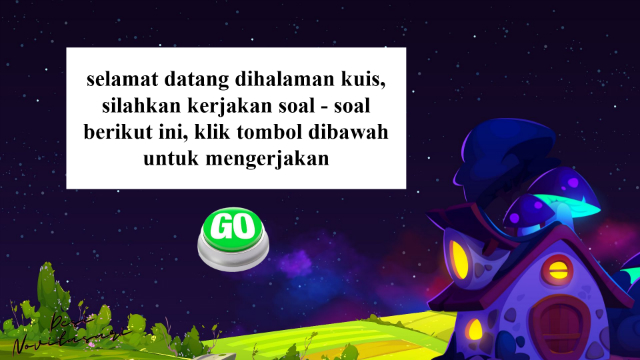 selamat datang dihalaman kuis,
silahkan kerjakan soal - soal
berikut ini, klik tombol dibawah
untuk mengerjakan
GO